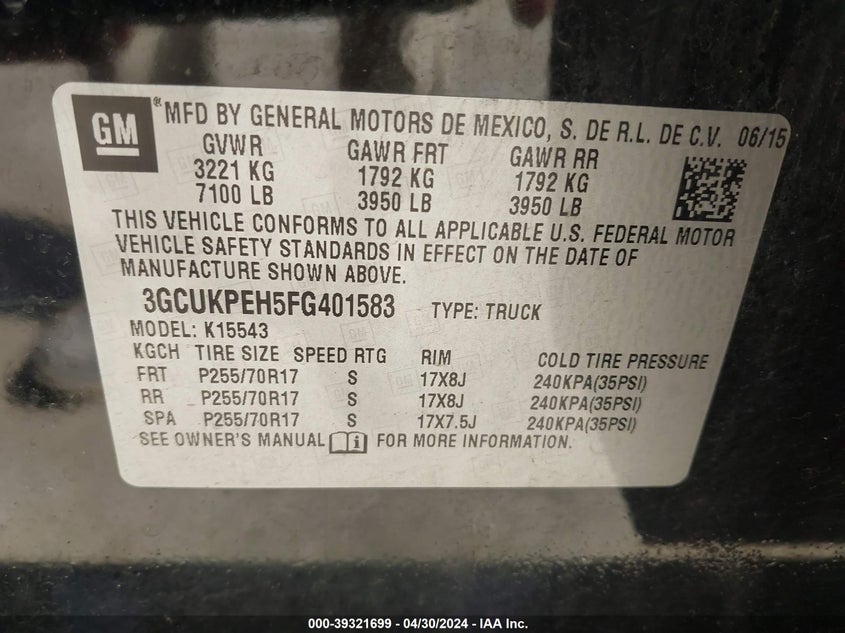 GM
® MFD BY GENERAL MOTORS DE MEXICO, S. DE R.L. DE C.V. 06/15
GVWR GAWR FRT GAWR RR
3221 KG 1792 KG 1792 KG
7100 LB 3950 LB 3950 LB
THIS VEHICLE CONFORMS TO ALL APPLICABLE U.S. FEDERAL MOTOR
VEHICLE SAFETY STANDARDS IN EFFECT ON THE DATE OF
MANUFACTURE SHOWN ABOVE.
3GCUKPEH5FG401583 TYPE: TRUCK
MODEL: K15543
KGCH TIRE SIZE SPEED RTG RIM COLD TIRE PRESSURE
FRT P255/70R17 S 17X8J 240KPA(35PSI)
RR P255/70R17 S 17X8J 240KPA(35PSI)
SPA P255/70R17 S 17X7.5J 240KPA(35PSI)
SEE OWNER'S MANUAL i FOR MORE INFORMATION.
000-39321699 - 04/30/2024 - IAA Inc.